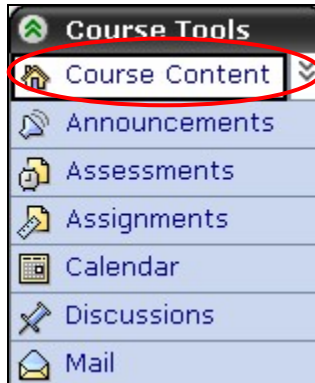 Course Tools
Course Content
Announcements
Assessments
Assignments
Calendar
Discussions
Mail